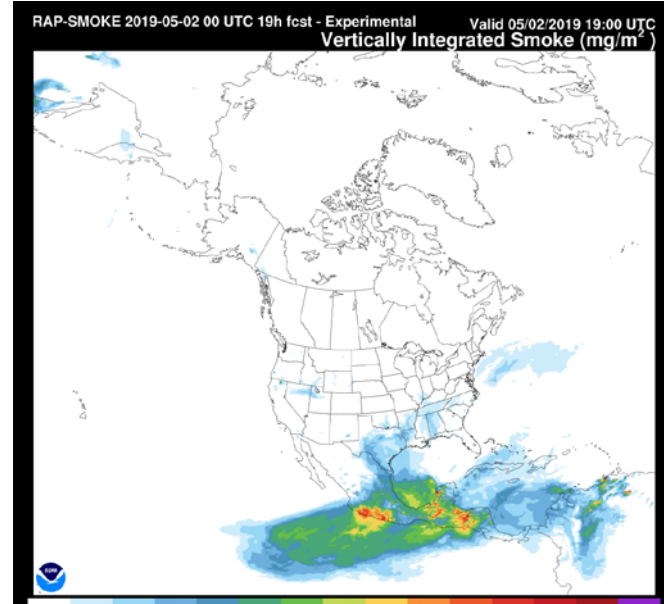 RAP-SMOKE 2019-05-02 00 UTC 19h fcst - Experimental
Valid 05/02/2019 19:00 UTC
Vertically Integrated Smoke (mg/m²)
NOAA